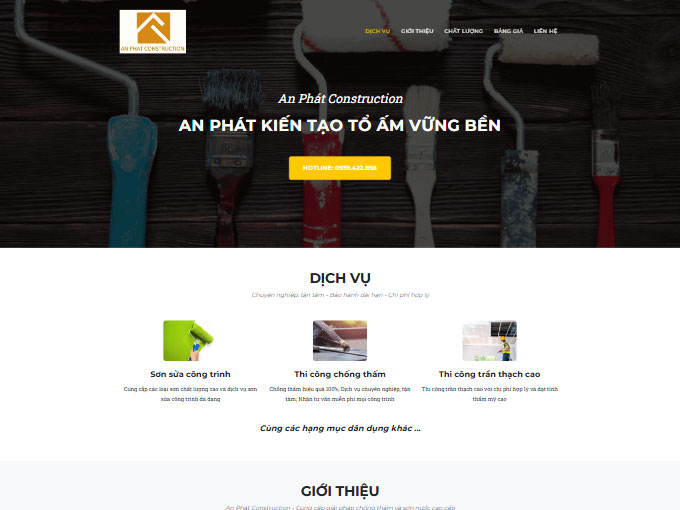 AN PHÁT CONSTRUCTION
DỊCH VỤ GIỚI THIỆU CHẤT LƯỢNG BẢNG GIÁ LIÊN HỆ
An Phát Construction
AN PHÁT KIẾN TẠO TỔ ẤM VỮNG BỀN
HOTLINE: 0939.422.858
DỊCH VỤ
Chuyên nghiệp, tận tâm - Bảo hành dài hạn - Chi phí hợp lý
Sơn sửa công trình
Cung cấp các loại sơn chất lượng cao và dịch vụ sơn
sửa công trình đa dạng
Thi công chống thấm
Chống thấm hiệu quả 100%; Dịch vụ chuyên nghiệp, tận
tâm; Nhân tư vấn miễn phí mọi công trình
Thi công trần thạch cao
Thi công trần thạch cao với chi phí hợp lý và đạt tính
thẩm mỹ cao
Cùng các hạng mục dân dụng khác ...
GIỚI THIỆU
An Phát Construction - Cung cấp giải pháp chống thấm và sơn nước cao cấp